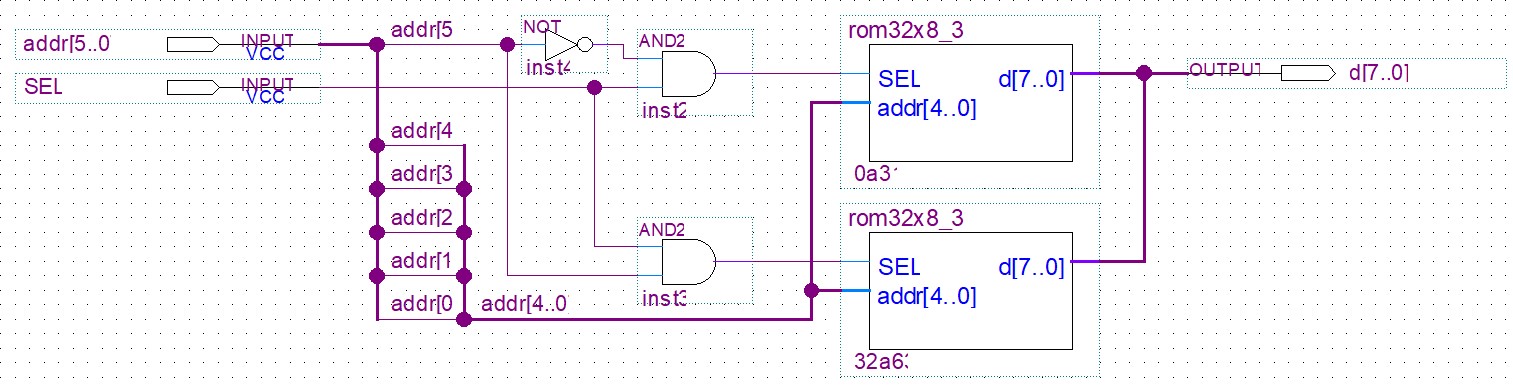 addr[5..0
INPUT
VCC
SEL
INPUT
VCC
addr[5
NOT
inst4
AND2
inst2
rom32x8_3
SEL
d[7..0]
addr[4..0]
0a31
OUTPUT
d[7..0]
addr[4
addr[3
addr[2
addr[1
addr[0
addr[4..0
AND2
inst3
rom32x8_3
SEL
d[7..0]
addr[4..0]
32a63